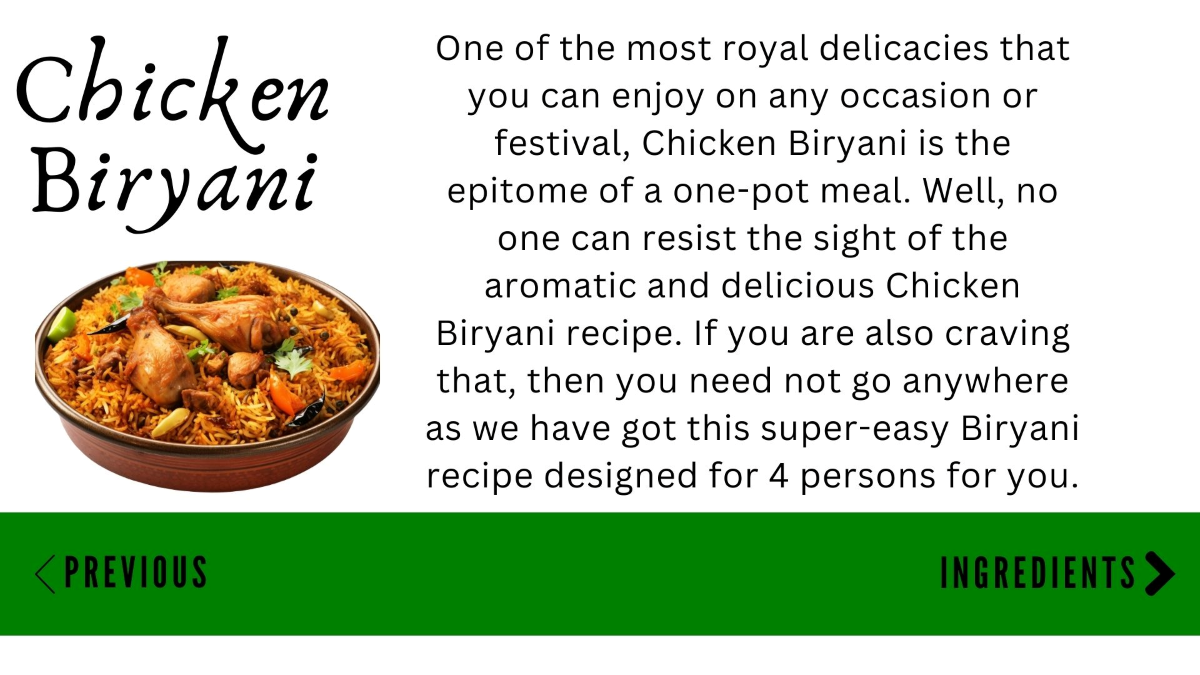 Chicken
Biryani
One of the most royal delicacies that
you can enjoy on any occasion or
festival, Chicken Biryani is the
epitome of a one-pot meal. Well, no
one can resist the sight of the
aromatic and delicious Chicken
Biryani recipe. If you are also craving
that, then you need not go anywhere
as we have got this super-easy Biryani
recipe designed for 4 persons for you.
PREVIOUS
INGREDIENTS